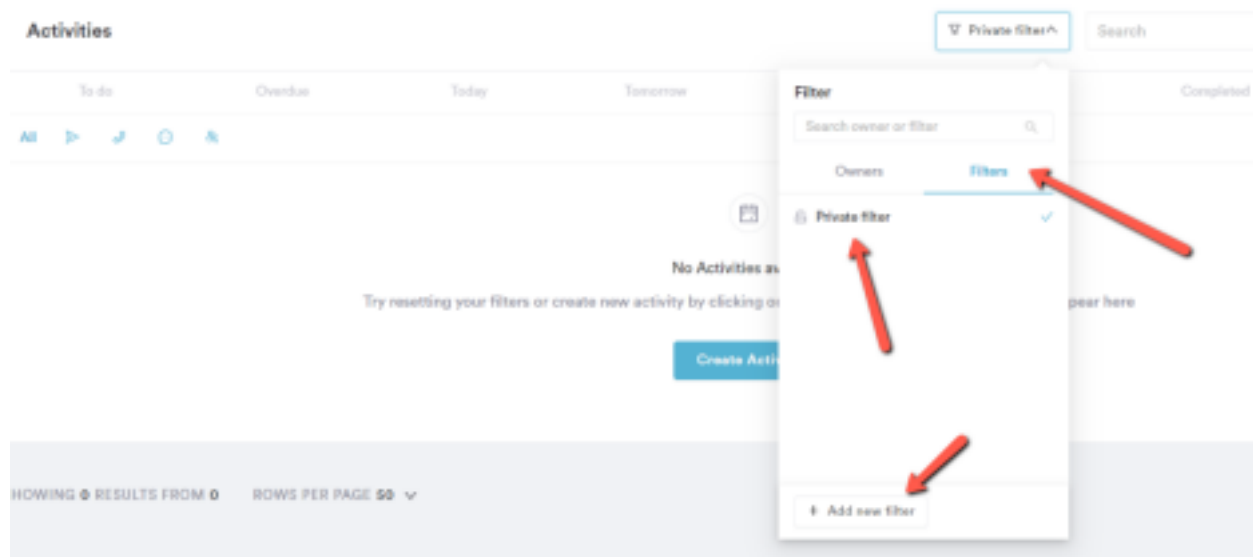 Activities
Private filter
Search
To do
Overdue
Today
Tomorrow
Completed
Filter
Search owner or filter
All
Owners
Filters
Private filter
No Activities av
Try resetting your filters or create new activity by clicking o
pear here
Create Acti
HOWING 0 RESULTS FROM 0
ROWS PER PAGE 50
+ Add new filter